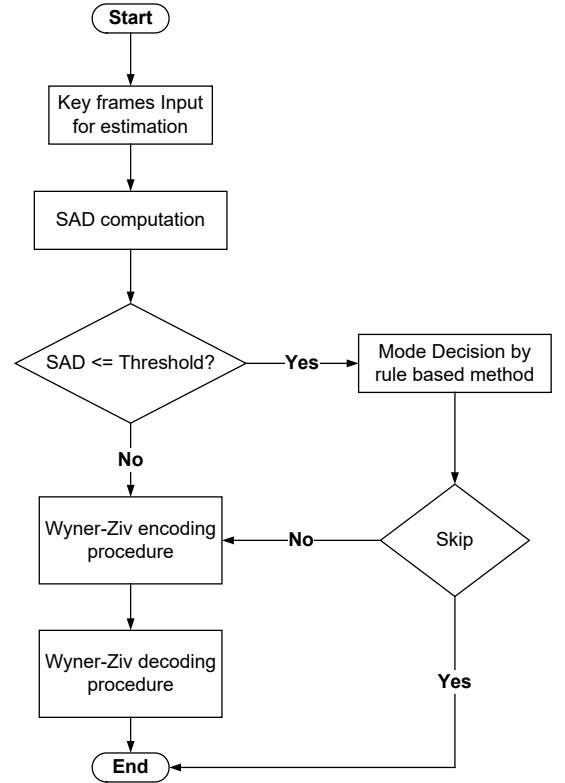 Start
Key frames Input
for estimation
SAD computation
SAD <= Threshold?
Yes
Mode Decision by
rule based method
No
Wyner-Ziv encoding
procedure
No
Skip
Wyner-Ziv decoding
procedure
Yes
End